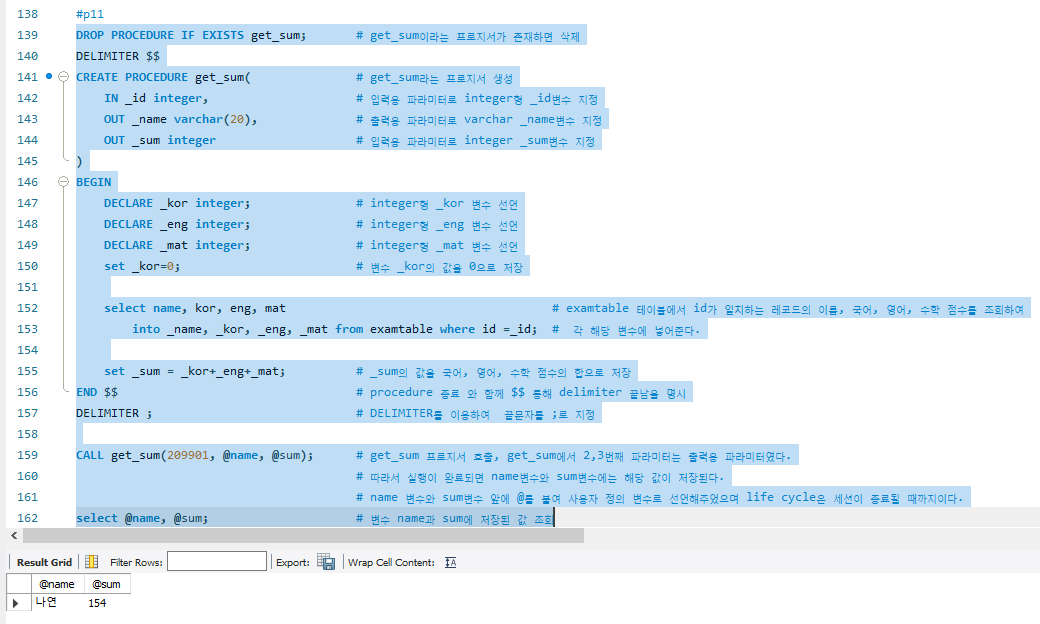 138 #p11
139 DROP PROCEDURE IF EXISTS get_sum; # get_sum이라는 프로지서가 존재하면 삭제
140 DELIMITER $$
141 CREATE PROCEDURE get_sum( # get_sum라는 프로지서 생성
142 IN _id integer, # 입력용 파라미터로 integer형 _id변수 지정
143 OUT _name varchar(20), # 출력용 파라미터로 varchar _name변수 지정
144 OUT _sum integer # 입력용 파라미터로 integer _sum변수 지정
145 )
146 BEGIN
147 DECLARE _kor integer; # integer형 _kor 변수 선언
148 DECLARE _eng integer; # integer형 _eng 변수 선언
149 DECLARE _mat integer; # integer형 _mat 변수 선언
150 set _kor=0; # 변수 _kor의 값을 0으로 저장
151
152 select name, kor, eng, mat # examtable 테이블에서 id가 일치하는 레코드의 이름, 국어, 영어, 수학 점수를 조회하여
153 into _name, _kor, _eng, _mat from examtable where id =_id; # 각 해당 변수에 넣어준다.
154
155 set _sum = _kor+_eng+_mat; # _sum의 값을 국어, 영어, 수학 점수의 합으로 저장
156 END $$ # procedure 종료 와 함께 $$ 통해 delimiter 끝남을 명시
157 DELIMITER ; # DELIMITER를 이용하여 끝문자를 ;로 지정
158
159 CALL get_sum(209901, @name, @sum); # get_sum 프로지서 호출, get_sum에서 2,3번째 파라미터는 출력용 파라미터였다.
160 # 따라서 실행이 완료되면 name변수와 sum변수에는 해당 값이 저장된다.
161 # name 변수와 sum변수 앞에 @를 붙여 사용자 정의 변수로 선언해주었으며 life cycle은 세션이 종료될 때까지이다.
162 select @name, @sum; # 변수 name과 sum에 저장된 값 조회
Result Grid Filter Rows: Export: Wrap Cell Content:
@name @sum
나연 154